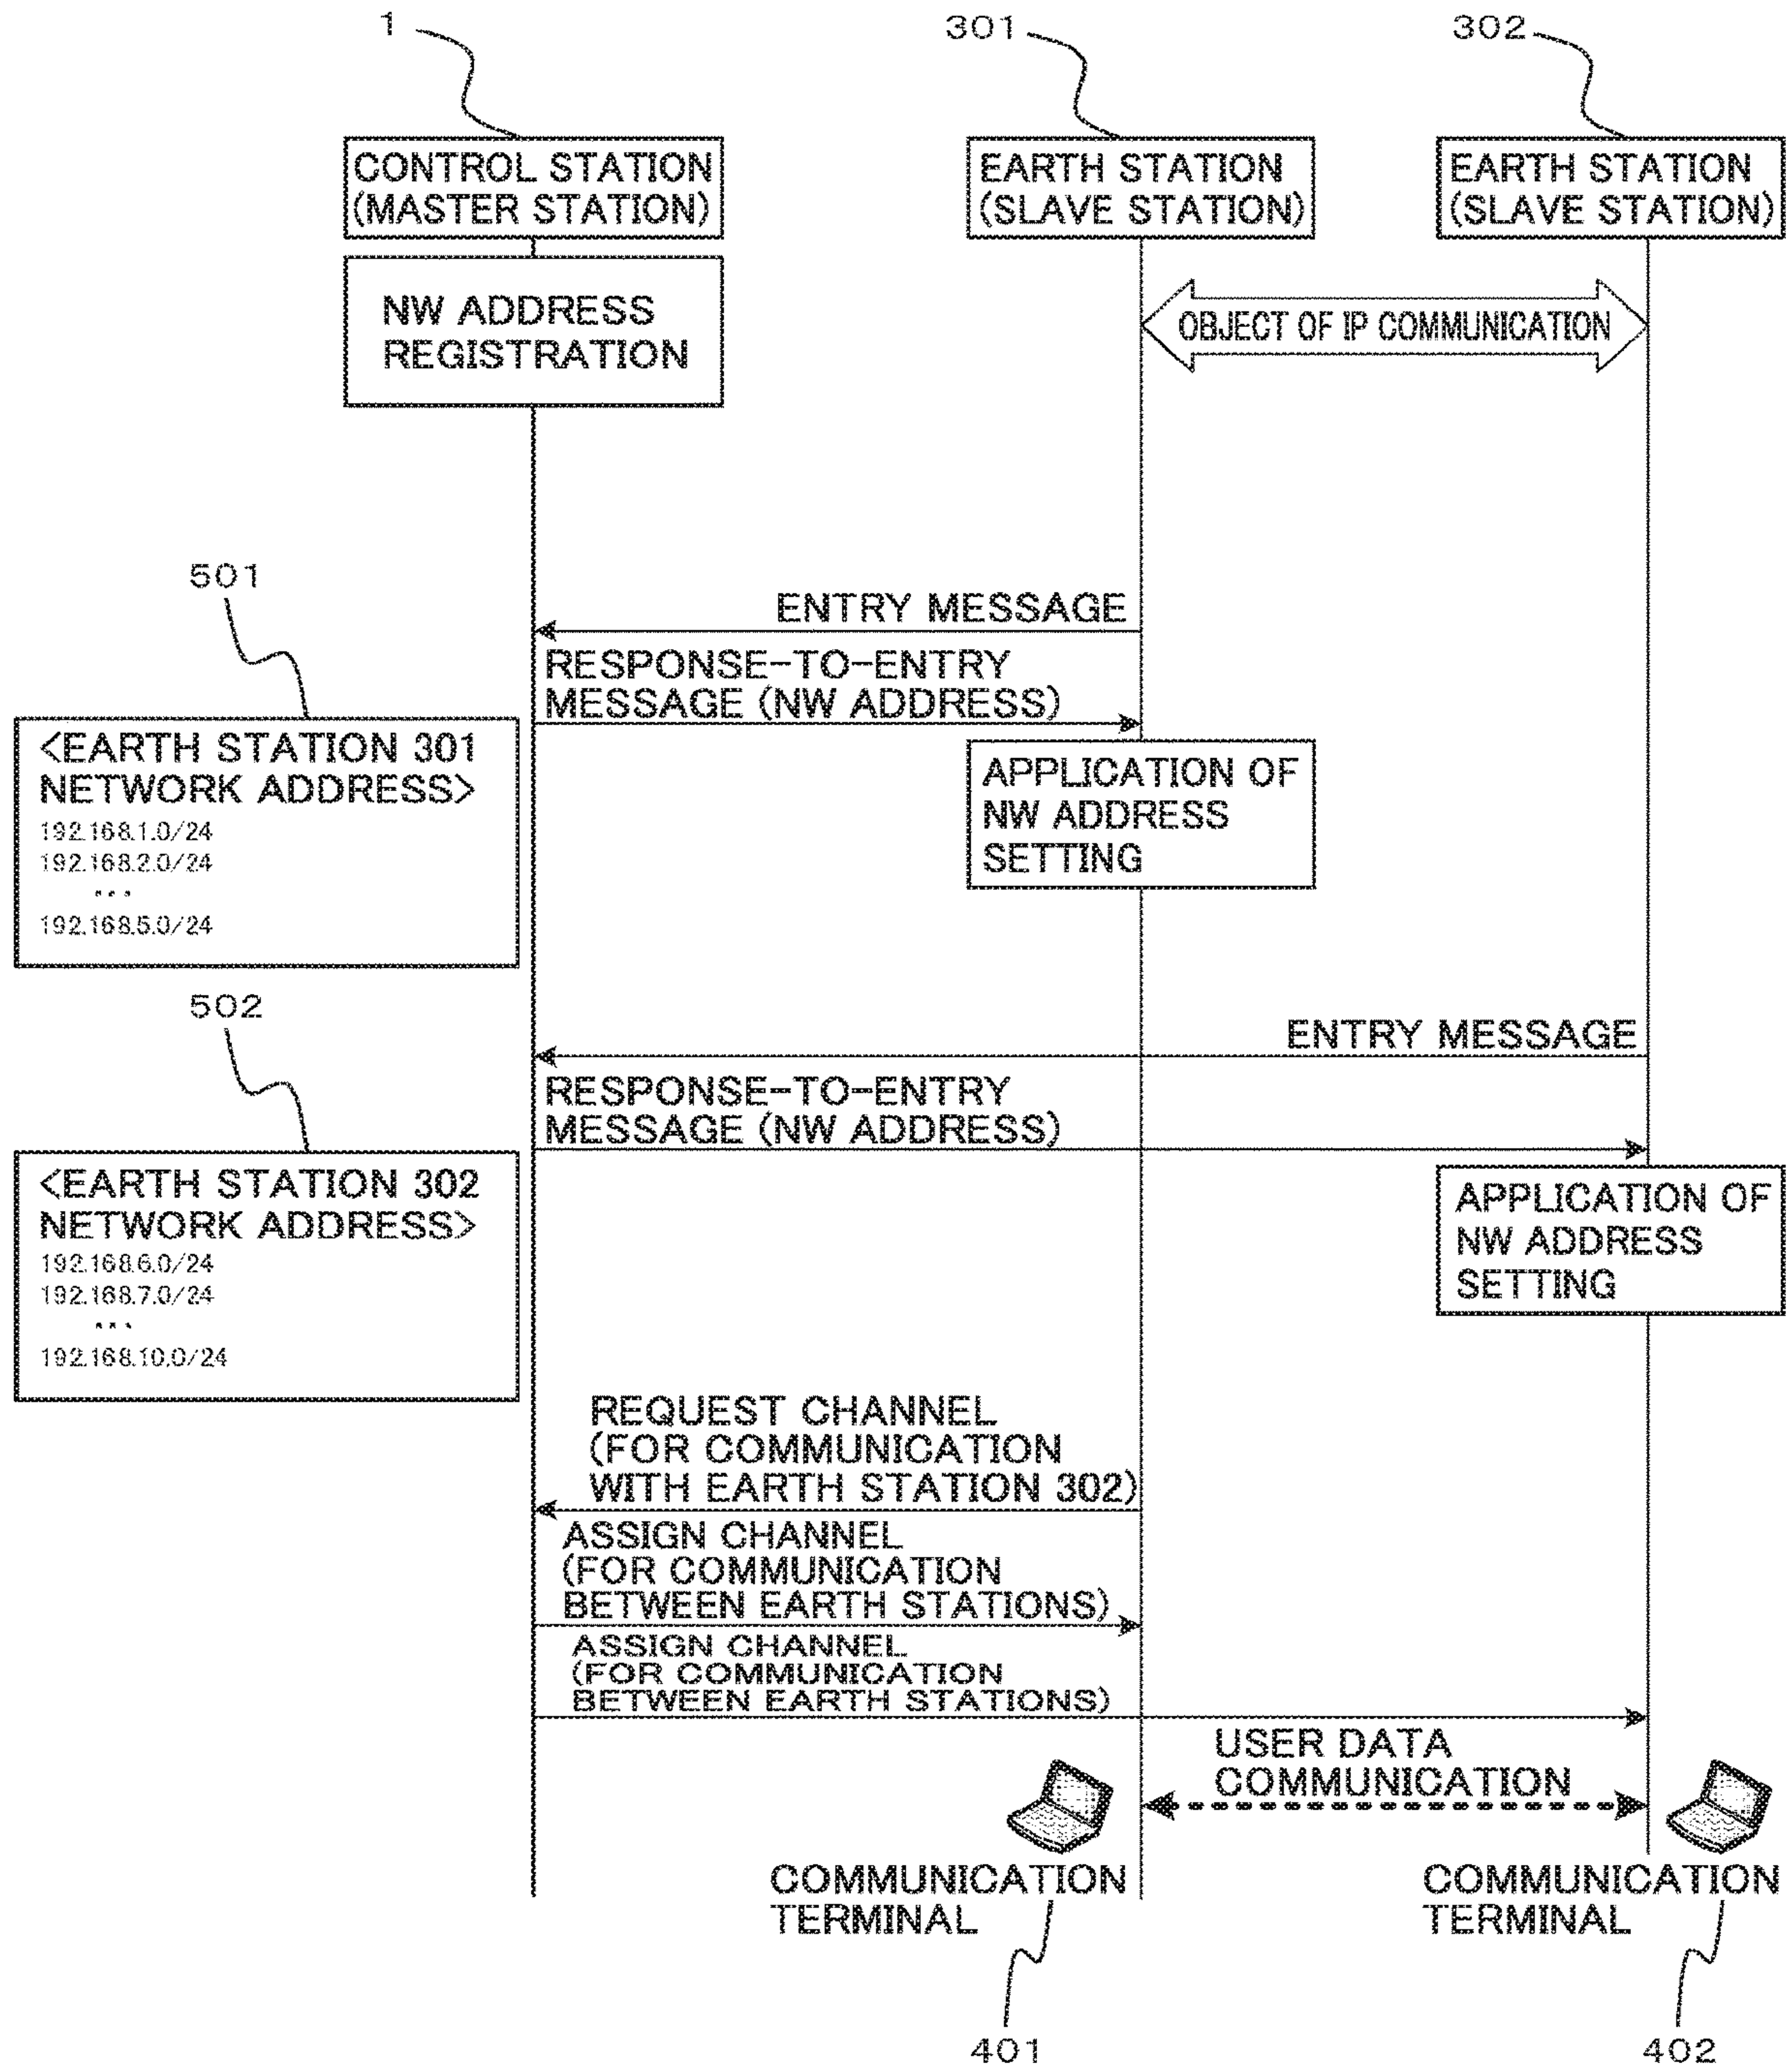 1
301
302
CONTROL STATION
(MASTER STATION)
EARTH STATION
(SLAVE STATION)
EARTH STATION
(SLAVE STATION)
NW ADDRESS
REGISTRATION
OBJECT OF IP COMMUNICATION
501
ENTRY MESSAGE
RESPONSE-TO-ENTRY
MESSAGE (NW ADDRESS)
<EARTH STATION 301
NETWORK ADDRESS>
192.168.1.0/24
192.168.2.0/24
...
192.168.5.0/24
APPLICATION OF
NW ADDRESS
SETTING
502
ENTRY MESSAGE
RESPONSE-TO-ENTRY
MESSAGE (NW ADDRESS)
<EARTH STATION 302
NETWORK ADDRESS>
192.168.6.0/24
192.168.7.0/24
...
192.168.10.0/24
APPLICATION OF
NW ADDRESS
SETTING
REQUEST CHANNEL
(FOR COMMUNICATION
WITH EARTH STATION 302)
ASSIGN CHANNEL
(FOR COMMUNICATION
BETWEEN EARTH STATIONS)
ASSIGN CHANNEL
(FOR COMMUNICATION
BETWEEN EARTH STATIONS)
USER DATA
COMMUNICATION
COMMUNICATION
TERMINAL
COMMUNICATION
TERMINAL
401
402